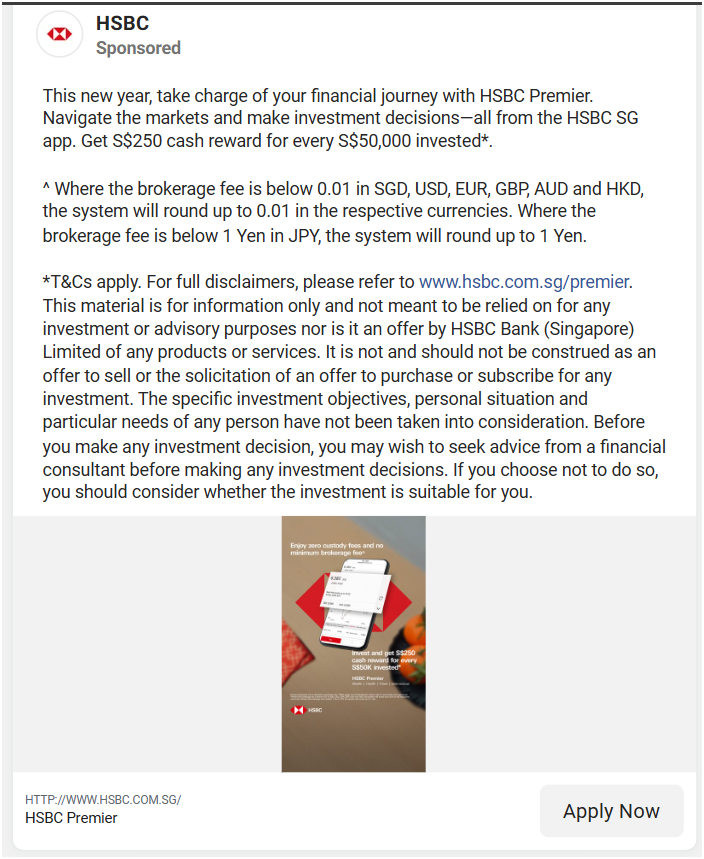 HSBC
Sponsored
This new year, take charge of your financial journey with HSBC Premier.
Navigate the markets and make investment decisions—all from the HSBC SG
app. Get S$250 cash reward for every S$50,000 invested*.
^ Where the brokerage fee is below 0.01 in SGD, USD, EUR, GBP, AUD and HKD,
the system will round up to 0.01 in the respective currencies. Where the
brokerage fee is below 1 Yen in JPY, the system will round up to 1 Yen.
*T&Cs apply. For full disclaimers, please refer to www.hsbc.com.sg/premier.
This material is for information only and not meant to be relied on for any
investment or advisory purposes nor is it an offer by HSBC Bank (Singapore)
Limited of any products or services. It is not and should not be construed as an
offer to sell or the solicitation of an offer to purchase or subscribe for any
investment. The specific investment objectives, personal situation and
particular needs of any person have not been taken into consideration. Before
you make any investment decision, you may wish to seek advice from a financial
consultant before making any investment decisions. If you choose not to do so,
you should consider whether the investment is suitable for you.
Enjoy zero custody fees and no
minimum brokerage fee^
Invest and get S$250
cash reward for every
S$50K invested*
HSBC Premier
HSBC
HTTP://WWW.HSBC.COM.SG/
HSBC Premier
Apply Now